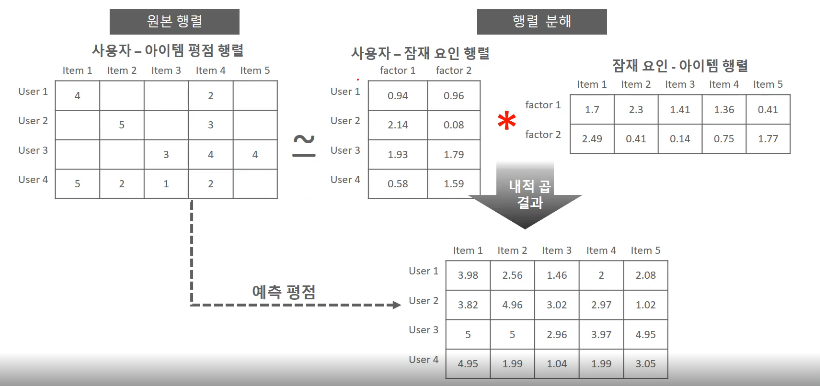 원본 행렬
행렬 분해
사용자 – 아이템 평점 행렬
Item 1 Item 2 Item 3 Item 4 Item 5
User 1 4 2
User 2 5 3
User 3 3 4 4
User 4 5 2 1 2
~
사용자 – 잠재 요인 행렬
factor 1 factor 2
User 1 0.94 0.96
User 2 2.14 0.08
User 3 1.93 1.79
User 4 0.58 1.59
*
잠재 요인 - 아이템 행렬
Item 1 Item 2 Item 3 Item 4 Item 5
factor 1 1.7 2.3 1.41 1.36 0.41
factor 2 2.49 0.41 0.14 0.75 1.77
내적 곱
결과
예측 평점
Item 1 Item 2 Item 3 Item 4 Item 5
User 1 3.98 2.56 1.46 2 2.08
User 2 3.82 4.96 3.02 2.97 1.02
User 3 5 5 2.96 3.97 4.95
User 4 4.95 1.99 1.04 1.99 3.05